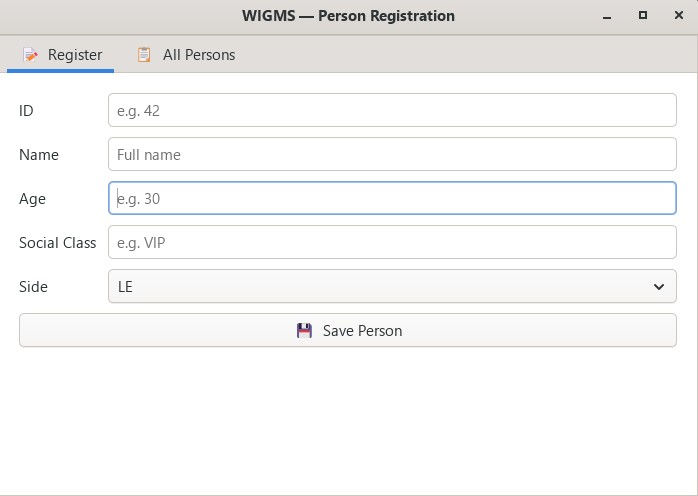 WIGMS — Person Registration
Register All Persons
ID e.g. 42
Name Full name
Age e.g. 30
Social Class e.g. VIP
Side LE
Save Person